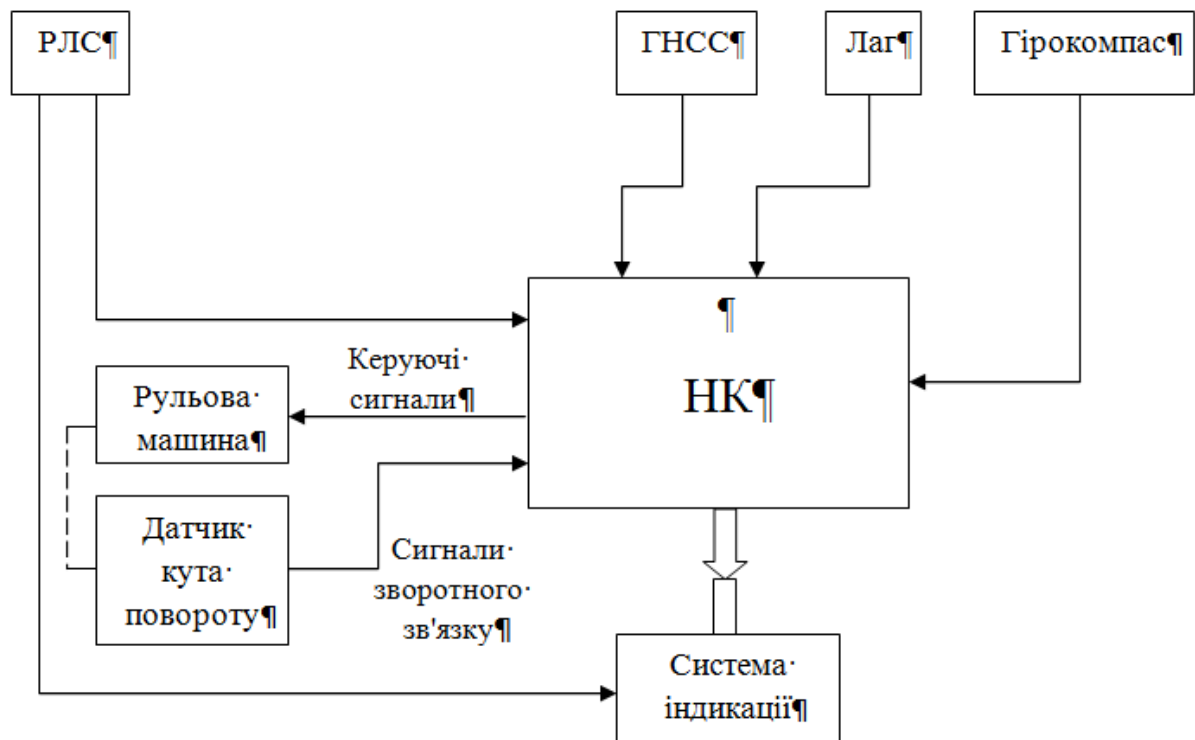 РЛС¶
ГНСС¶
Лаг¶
Гірокомпас¶
¶
НК¶
Керуючі·
сигнали¶
Рульова·
машина¶
Датчик·
кута·
повороту¶
Сигнали·
зворотного·
зв'язку¶
Система·
індикації¶